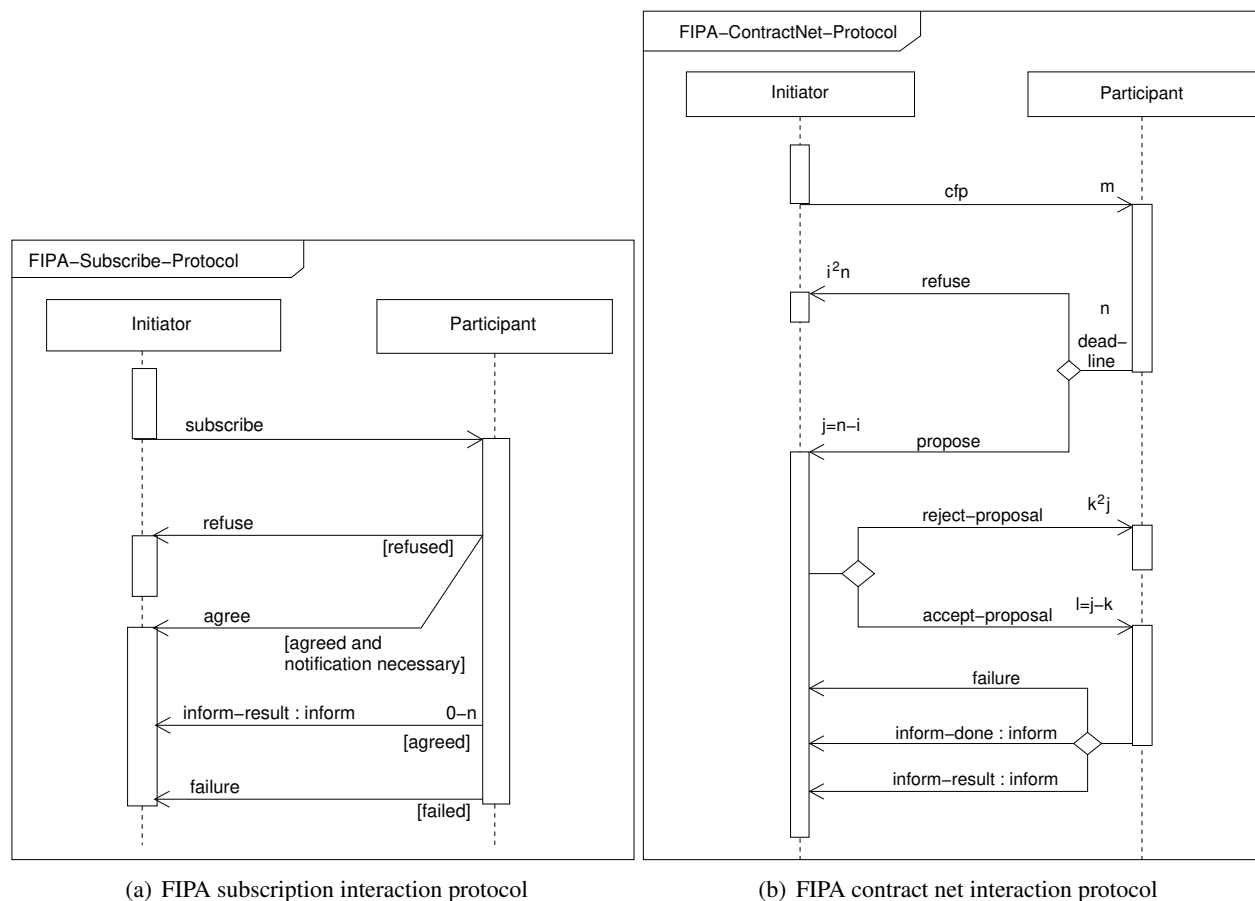 FIPA−Subscribe−Protocol
Initiator
Participant
subscribe
refuse
[refused]
agree
[agreed and
notification necessary]
inform−result : inform
0−n
[agreed]
failure
[failed]
(a) FIPA subscription interaction protocol
FIPA−ContractNet−Protocol
Initiator
Participant
cfp
m
i²n
refuse
n
dead−
line
j=n−i
propose
reject−proposal
k²j
l=j−k
accept−proposal
failure
inform−done : inform
inform−result : inform
(b) FIPA contract net interaction protocol